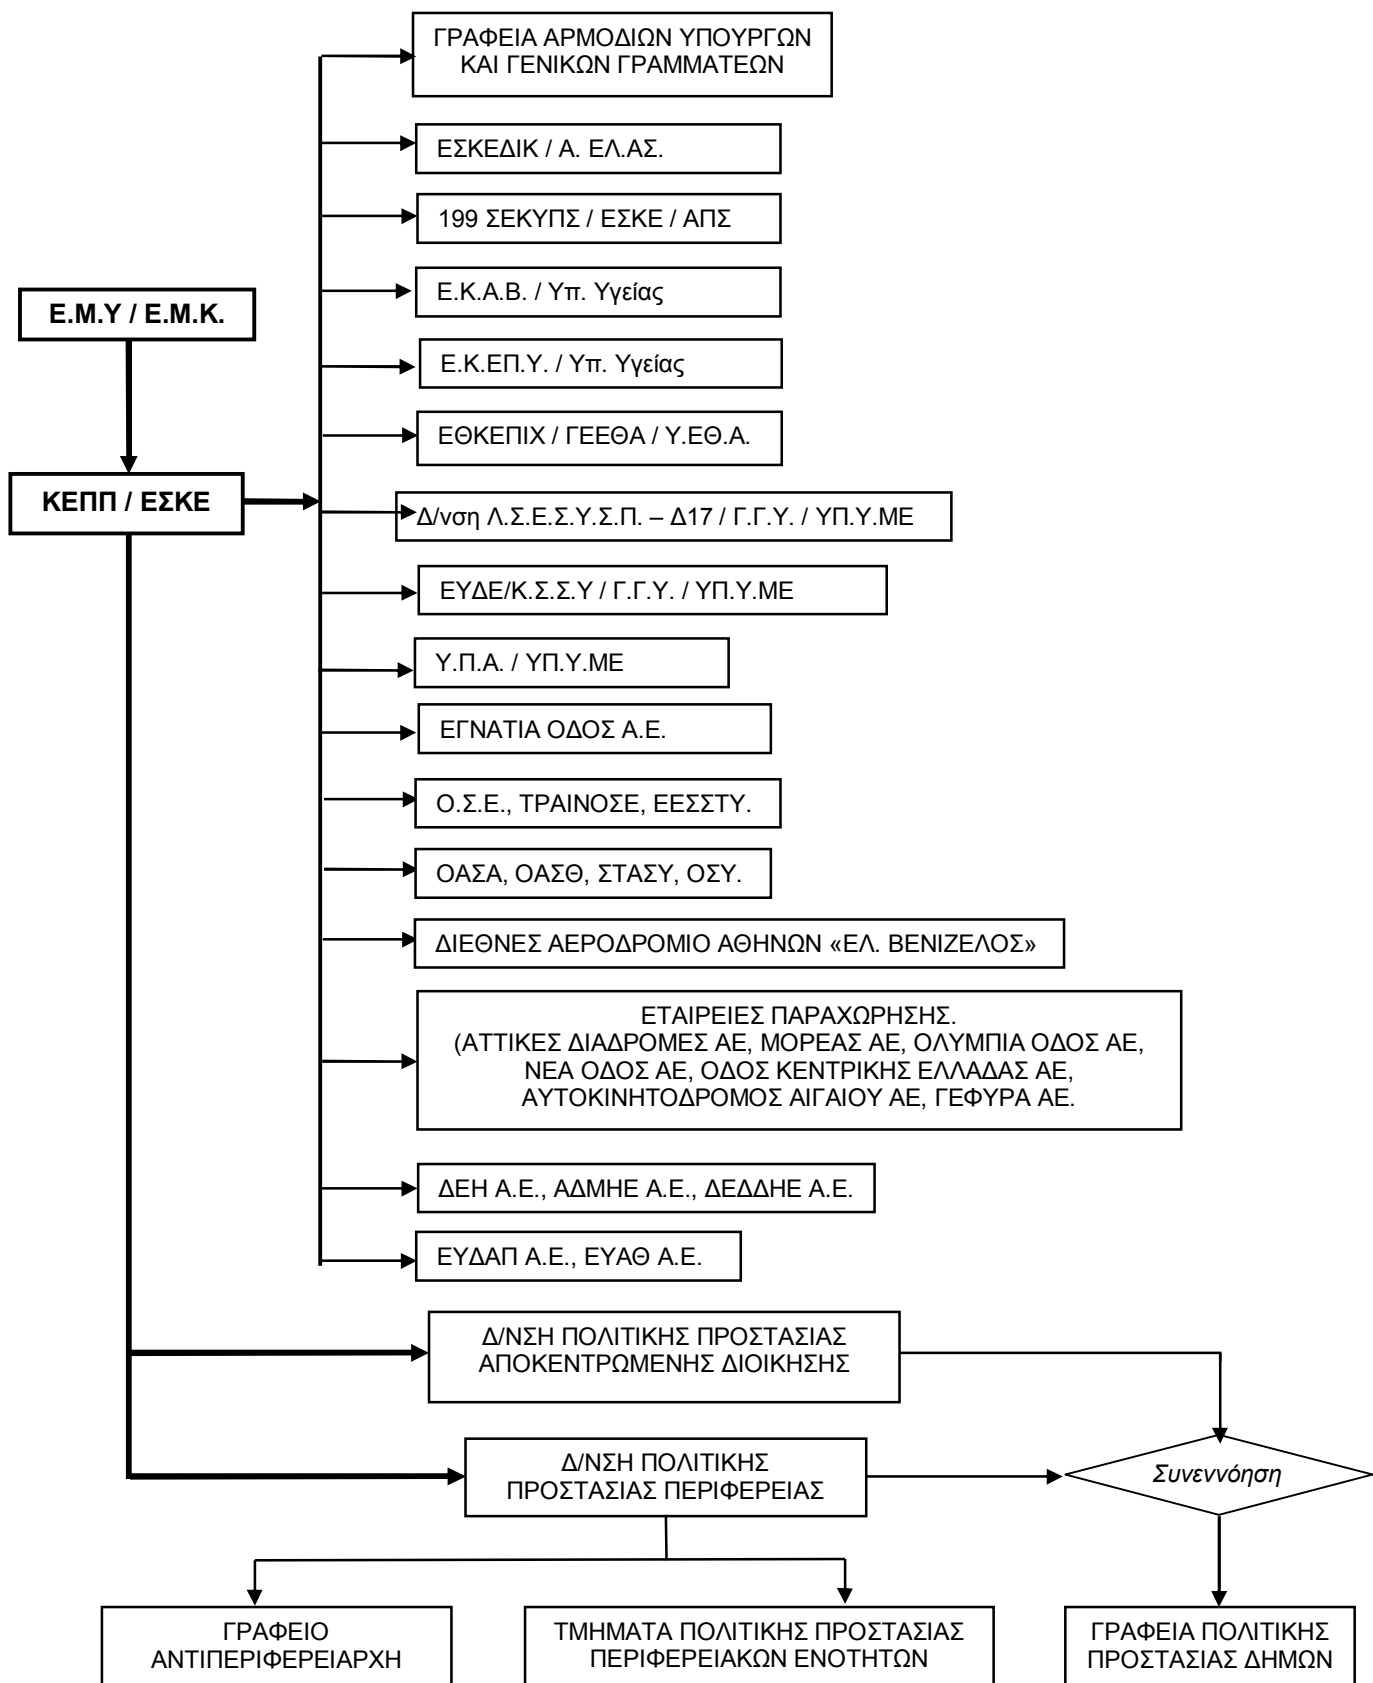 ΓΡΑΦΕΙΑ ΑΡΜΟΔΙΩΝ ΥΠΟΥΡΓΩΝ
ΚΑΙ ΓΕΝΙΚΩΝ ΓΡΑΜΜΑΤΕΩΝ
ΕΣΚΕΔΙΚ / Α. ΕΛ.ΑΣ.
199 ΣΕΚΥΠΣ / ΕΣΚΕ / ΑΠΣ
Ε.Κ.Α.Β. / Υπ. Υγείας
Ε.Μ.Υ / Ε.Μ.Κ.
Ε.Κ.ΕΠ.Υ. / Υπ. Υγείας
ΕΘΚΕΠΙΧ / ΓΕΕΘΑ / Υ.ΕΘ.Α.
ΚΕΠΠ / ΕΣΚΕ
Δ/νση Λ.Σ.Ε.Σ.Υ.Σ.Π. – Δ17 / Γ.Γ.Υ. / ΥΠ.Υ.ΜΕ
ΕΥΔΕ/Κ.Σ.Σ.Υ / Γ.Γ.Υ. / ΥΠ.Υ.ΜΕ
Υ.Π.Α. / ΥΠ.Υ.ΜΕ
ΕΓΝΑΤΙΑ ΟΔΟΣ Α.Ε.
Ο.Σ.Ε., ΤΡΑΙΝΟΣΕ, ΕΕΣΣΤΥ.
ΟΑΣΑ, ΟΑΣΘ, ΣΤΑΣΥ, ΟΣΥ.
ΔΙΕΘΝΕΣ ΑΕΡΟΔΡΟΜΙΟ ΑΘΗΝΩΝ «ΕΛ. ΒΕΝΙΖΕΛΟΣ»
ΕΤΑΙΡΕΙΕΣ ΠΑΡΑΧΩΡΗΣΗΣ.
(ΑΤΤΙΚΕΣ ΔΙΑΔΡΟΜΕΣ ΑΕ, ΜΟΡΕΑΣ ΑΕ, ΟΛΥΜΠΙΑ ΟΔΟΣ ΑΕ,
ΝΕΑ ΟΔΟΣ ΑΕ, ΟΔΟΣ ΚΕΝΤΡΙΚΗΣ ΕΛΛΑΔΑΣ ΑΕ,
ΑΥΤΟΚΙΝΗΤΟΔΡΟΜΟΣ ΑΙΓΑΙΟΥ ΑΕ, ΓΕΦΥΡΑ ΑΕ.
ΔΕΗ Α.Ε., ΑΔΜΗΕ Α.Ε., ΔΕΔΔΗΕ Α.Ε.
ΕΥΔΑΠ Α.Ε., ΕΥΑΘ Α.Ε.
Δ/ΝΣΗ ΠΟΛΙΤΙΚΗΣ ΠΡΟΣΤΑΣΙΑΣ
ΑΠΟΚΕΝΤΡΩΜΕΝΗΣ ΔΙΟΙΚΗΣΗΣ
Δ/ΝΣΗ ΠΟΛΙΤΙΚΗΣ
ΠΡΟΣΤΑΣΙΑΣ ΠΕΡΙΦΕΡΕΙΑΣ
Συνεννόηση
ΓΡΑΦΕΙΟ
ΑΝΤΙΠΕΡΙΦΕΡΕΙΑΡΧΗ
ΤΜΗΜΑΤΑ ΠΟΛΙΤΙΚΗΣ ΠΡΟΣΤΑΣΙΑΣ
ΠΕΡΙΦΕΡΕΙΑΚΩΝ ΕΝΟΤΗΤΩΝ
ΓΡΑΦΕΙΑ ΠΟΛΙΤΙΚΗΣ
ΠΡΟΣΤΑΣΙΑΣ ΔΗΜΩΝ